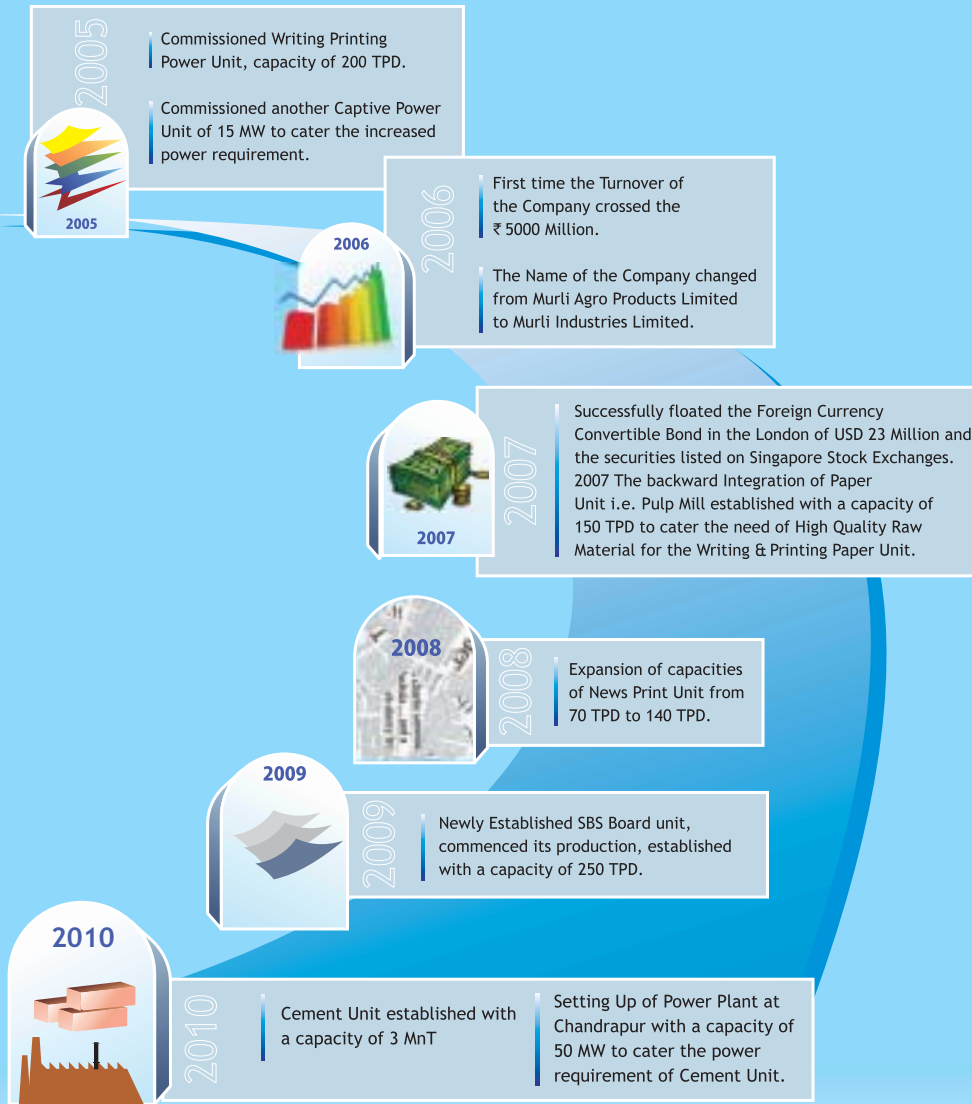 2005
Commissioned Writing Printing
Power Unit, capacity of 200 TPD.
Commissioned another Captive Power
Unit of 15 MW to cater the increased
power requirement.
2005
2006
2006
First time the Turnover of
the Company crossed the
₹ 5000 Million.
The Name of the Company changed
from Murli Agro Products Limited
to Murli Industries Limited.
2007
2007
Successfully floated the Foreign Currency
Convertible Bond in the London of USD 23 Million and
the securities listed on Singapore Stock Exchanges.
2007 The backward Integration of Paper
Unit i.e. Pulp Mill established with a capacity of
150 TPD to cater the need of High Quality Raw
Material for the Writing & Printing Paper Unit.
2008
2008
Expansion of capacities
of News Print Unit from
70 TPD to 140 TPD.
2009
2009
Newly Established SBS Board unit,
commenced its production, established
with a capacity of 250 TPD.
2010
2010
Cement Unit established with
a capacity of 3 MnT
Setting Up of Power Plant at
Chandrapur with a capacity of
50 MW to cater the power
requirement of Cement Unit.